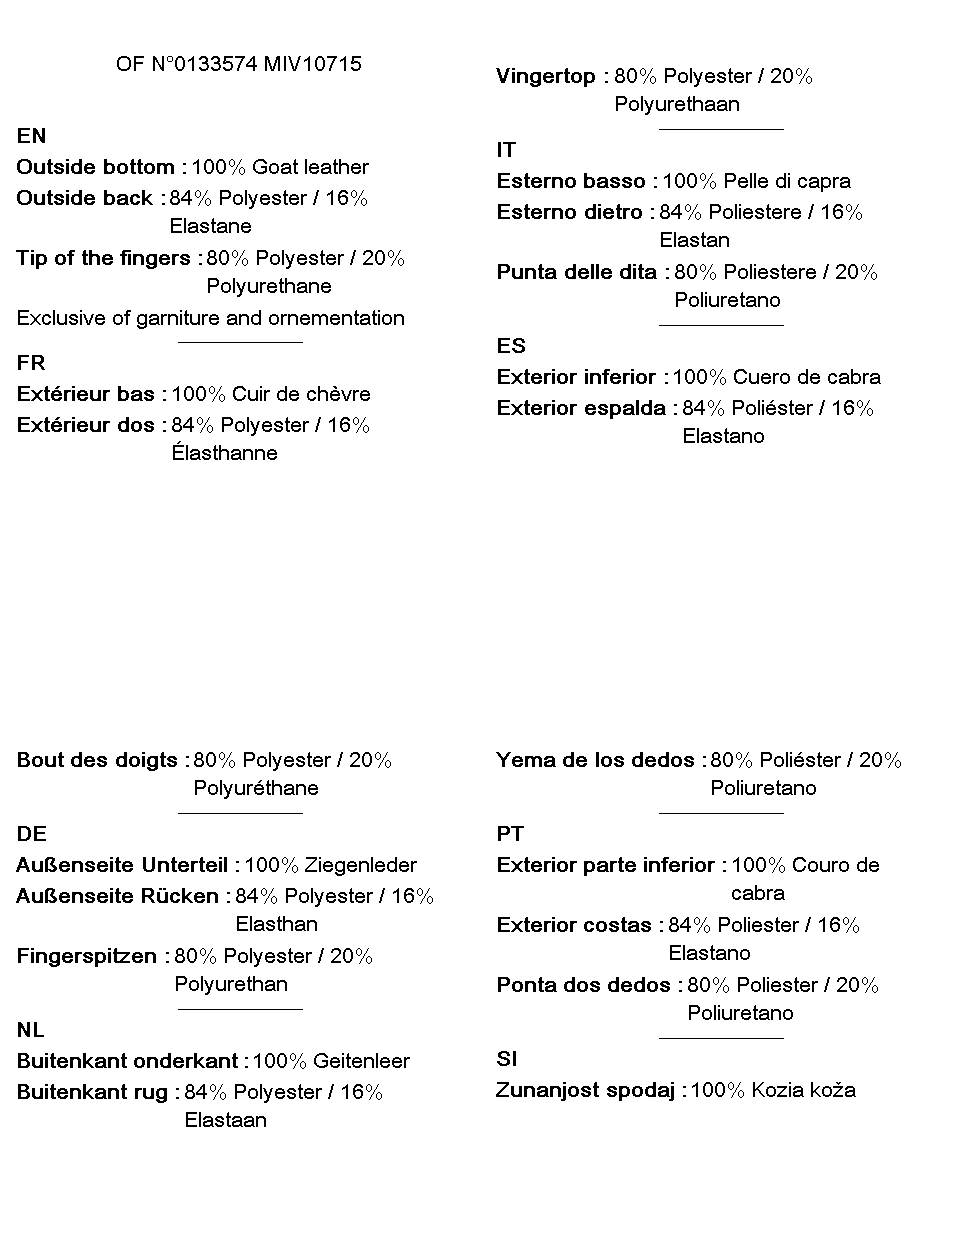 OF N°0133574 MIV10715
EN
Outside bottom : 100% Goat leather
Outside back : 84% Polyester / 16%
Elastane
Tip of the fingers : 80% Polyester / 20%
Polyurethane
Exclusive of garniture and ornementation
FR
Extérieur bas : 100% Cuir de chèvre
Extérieur dos : 84% Polyester / 16%
Élasthanne
Bout des doigts : 80% Polyester / 20%
Polyuréthane
DE
Außenseite Unterteil : 100% Ziegenleder
Außenseite Rücken : 84% Polyester / 16%
Elasthan
Fingerspitzen : 80% Polyester / 20%
Polyurethan
NL
Buitenkant onderkant : 100% Geitenleer
Buitenkant rug : 84% Polyester / 16%
Elastaan
Vingertop : 80% Polyester / 20%
Polyurethaan
IT
Esterno basso : 100% Pelle di capra
Esterno dietro : 84% Poliestere / 16%
Elastan
Punta delle dita : 80% Poliestere / 20%
Poliuretano
ES
Exterior inferior : 100% Cuero de cabra
Exterior espalda : 84% Poliéster / 16%
Elastano
Yema de los dedos : 80% Poliéster / 20%
Poliuretano
PT
Exterior parte inferior : 100% Couro de
cabra
Exterior costas : 84% Poliester / 16%
Elastano
Ponta dos dedos : 80% Poliester / 20%
Poliuretano
SI
Zunanjost spodaj : 100% Kozia koža